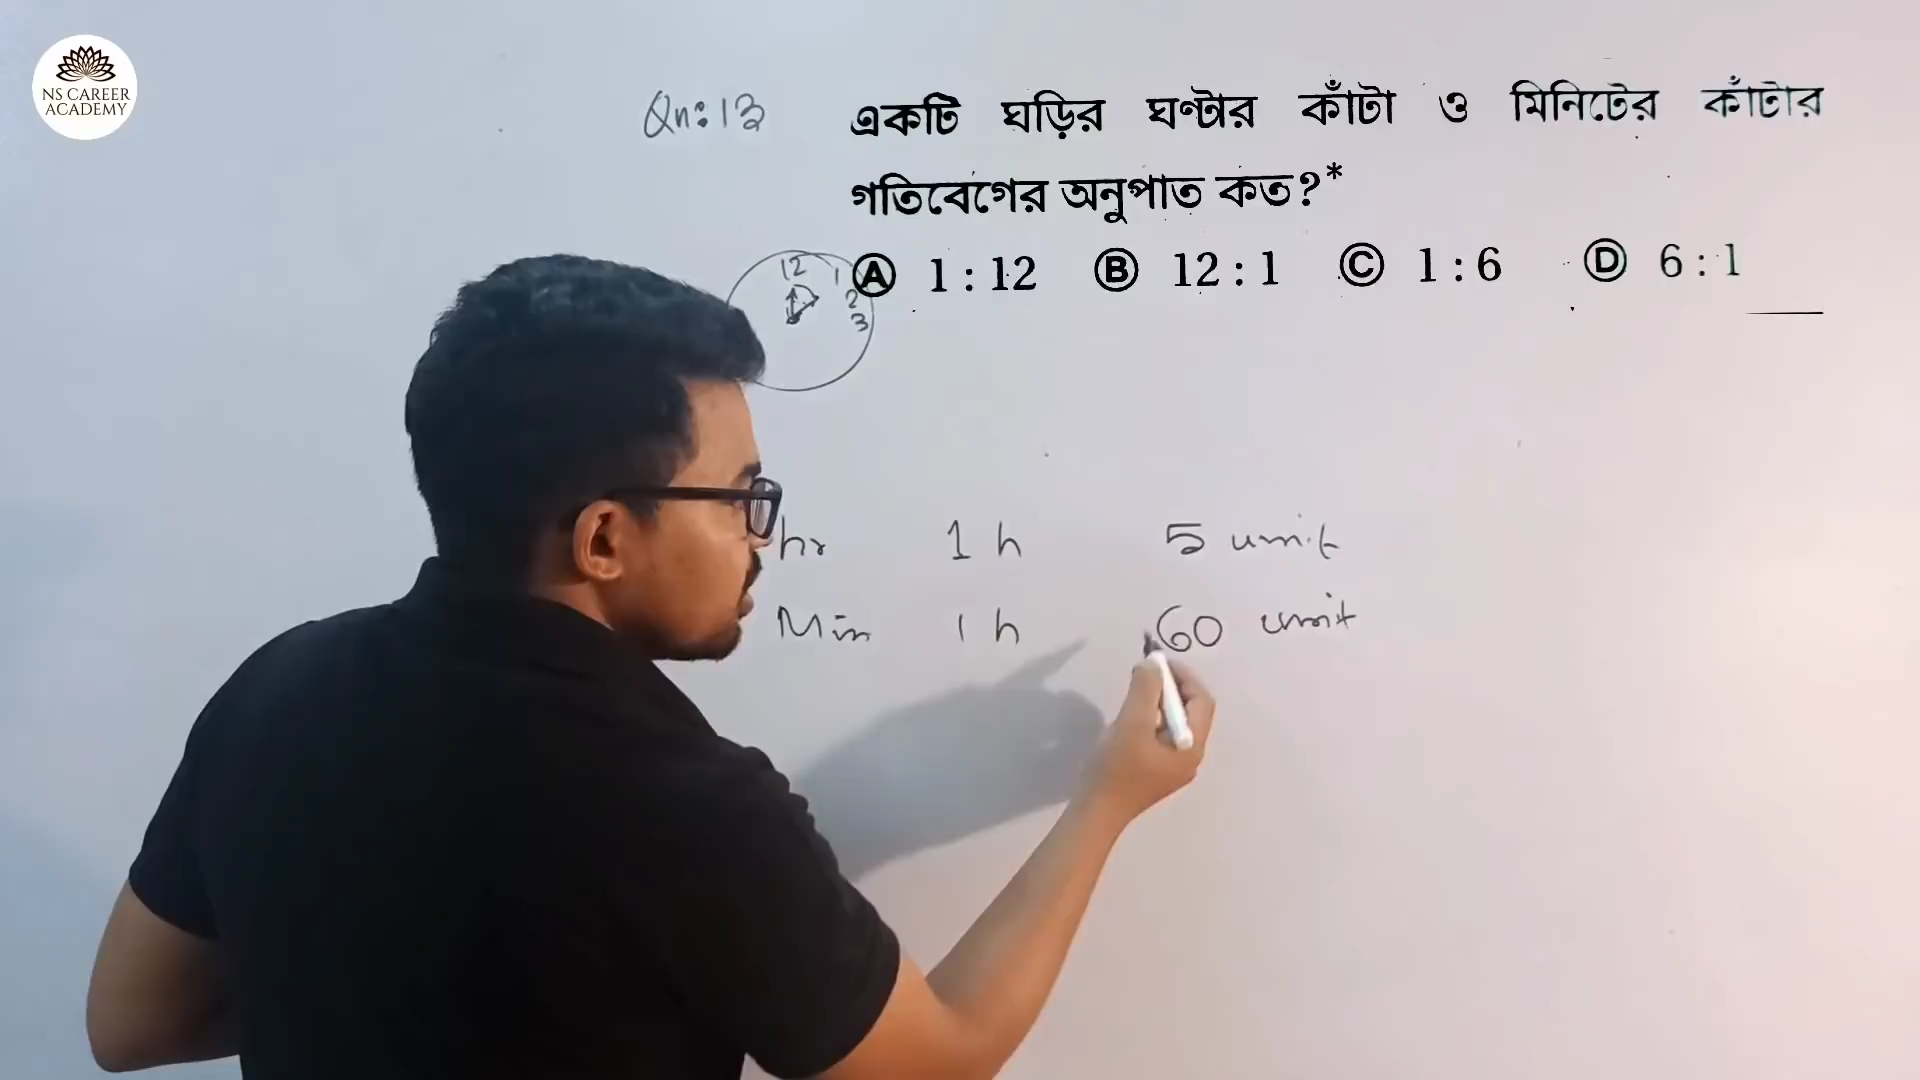 NS CAREER
ACADEMY
Qn: 13
একটি ঘড়ির ঘণ্টার কাঁটা ও মিনিটের কাঁটার
গতিবেগের অনুপাত কত?*
Ⓐ 1 : 12 Ⓑ 12 : 1 Ⓒ 1 : 6 Ⓓ 6 : 1
12
1
2
3
hr 1 h 5 unit
Min 1 h 60 unit